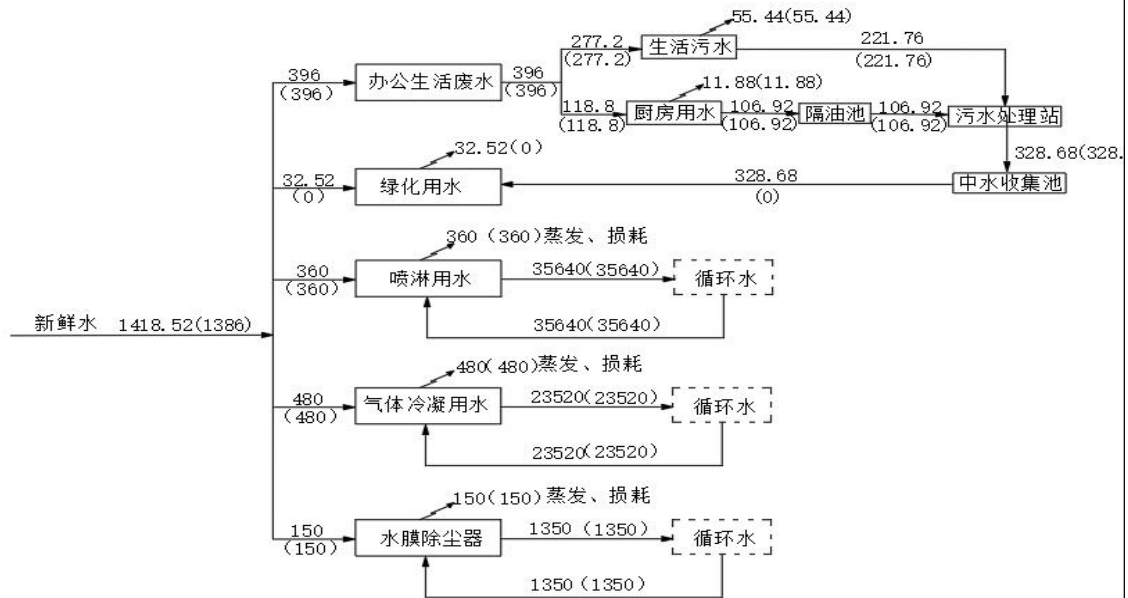 55.44(55.44)
277.2
(277.2)
生活污水
221.76
(221.76)
396
(396)
办公生活废水
396
(396)
11.88(11.88)
118.8
(118.8)
厨房用水
106.92
(106.92)
隔油池
106.92
(106.92)
污水处理站
32.52(0)
328.68(328.
32.52
(0)
绿化用水
328.68
(0)
中水收集池
360（360)蒸发、损耗
360
(360)
喷淋用水
35640(35640)
循环水
35640(35640)
新鲜水 1418.52(1386)
480(480)蒸发、损耗
480
(480)
气体冷凝用水
23520(23520)
循环水
23520(23520)
150(150)蒸发、损耗
150
(150)
水膜除尘器
1350（1350）
循环水
1350（1350）